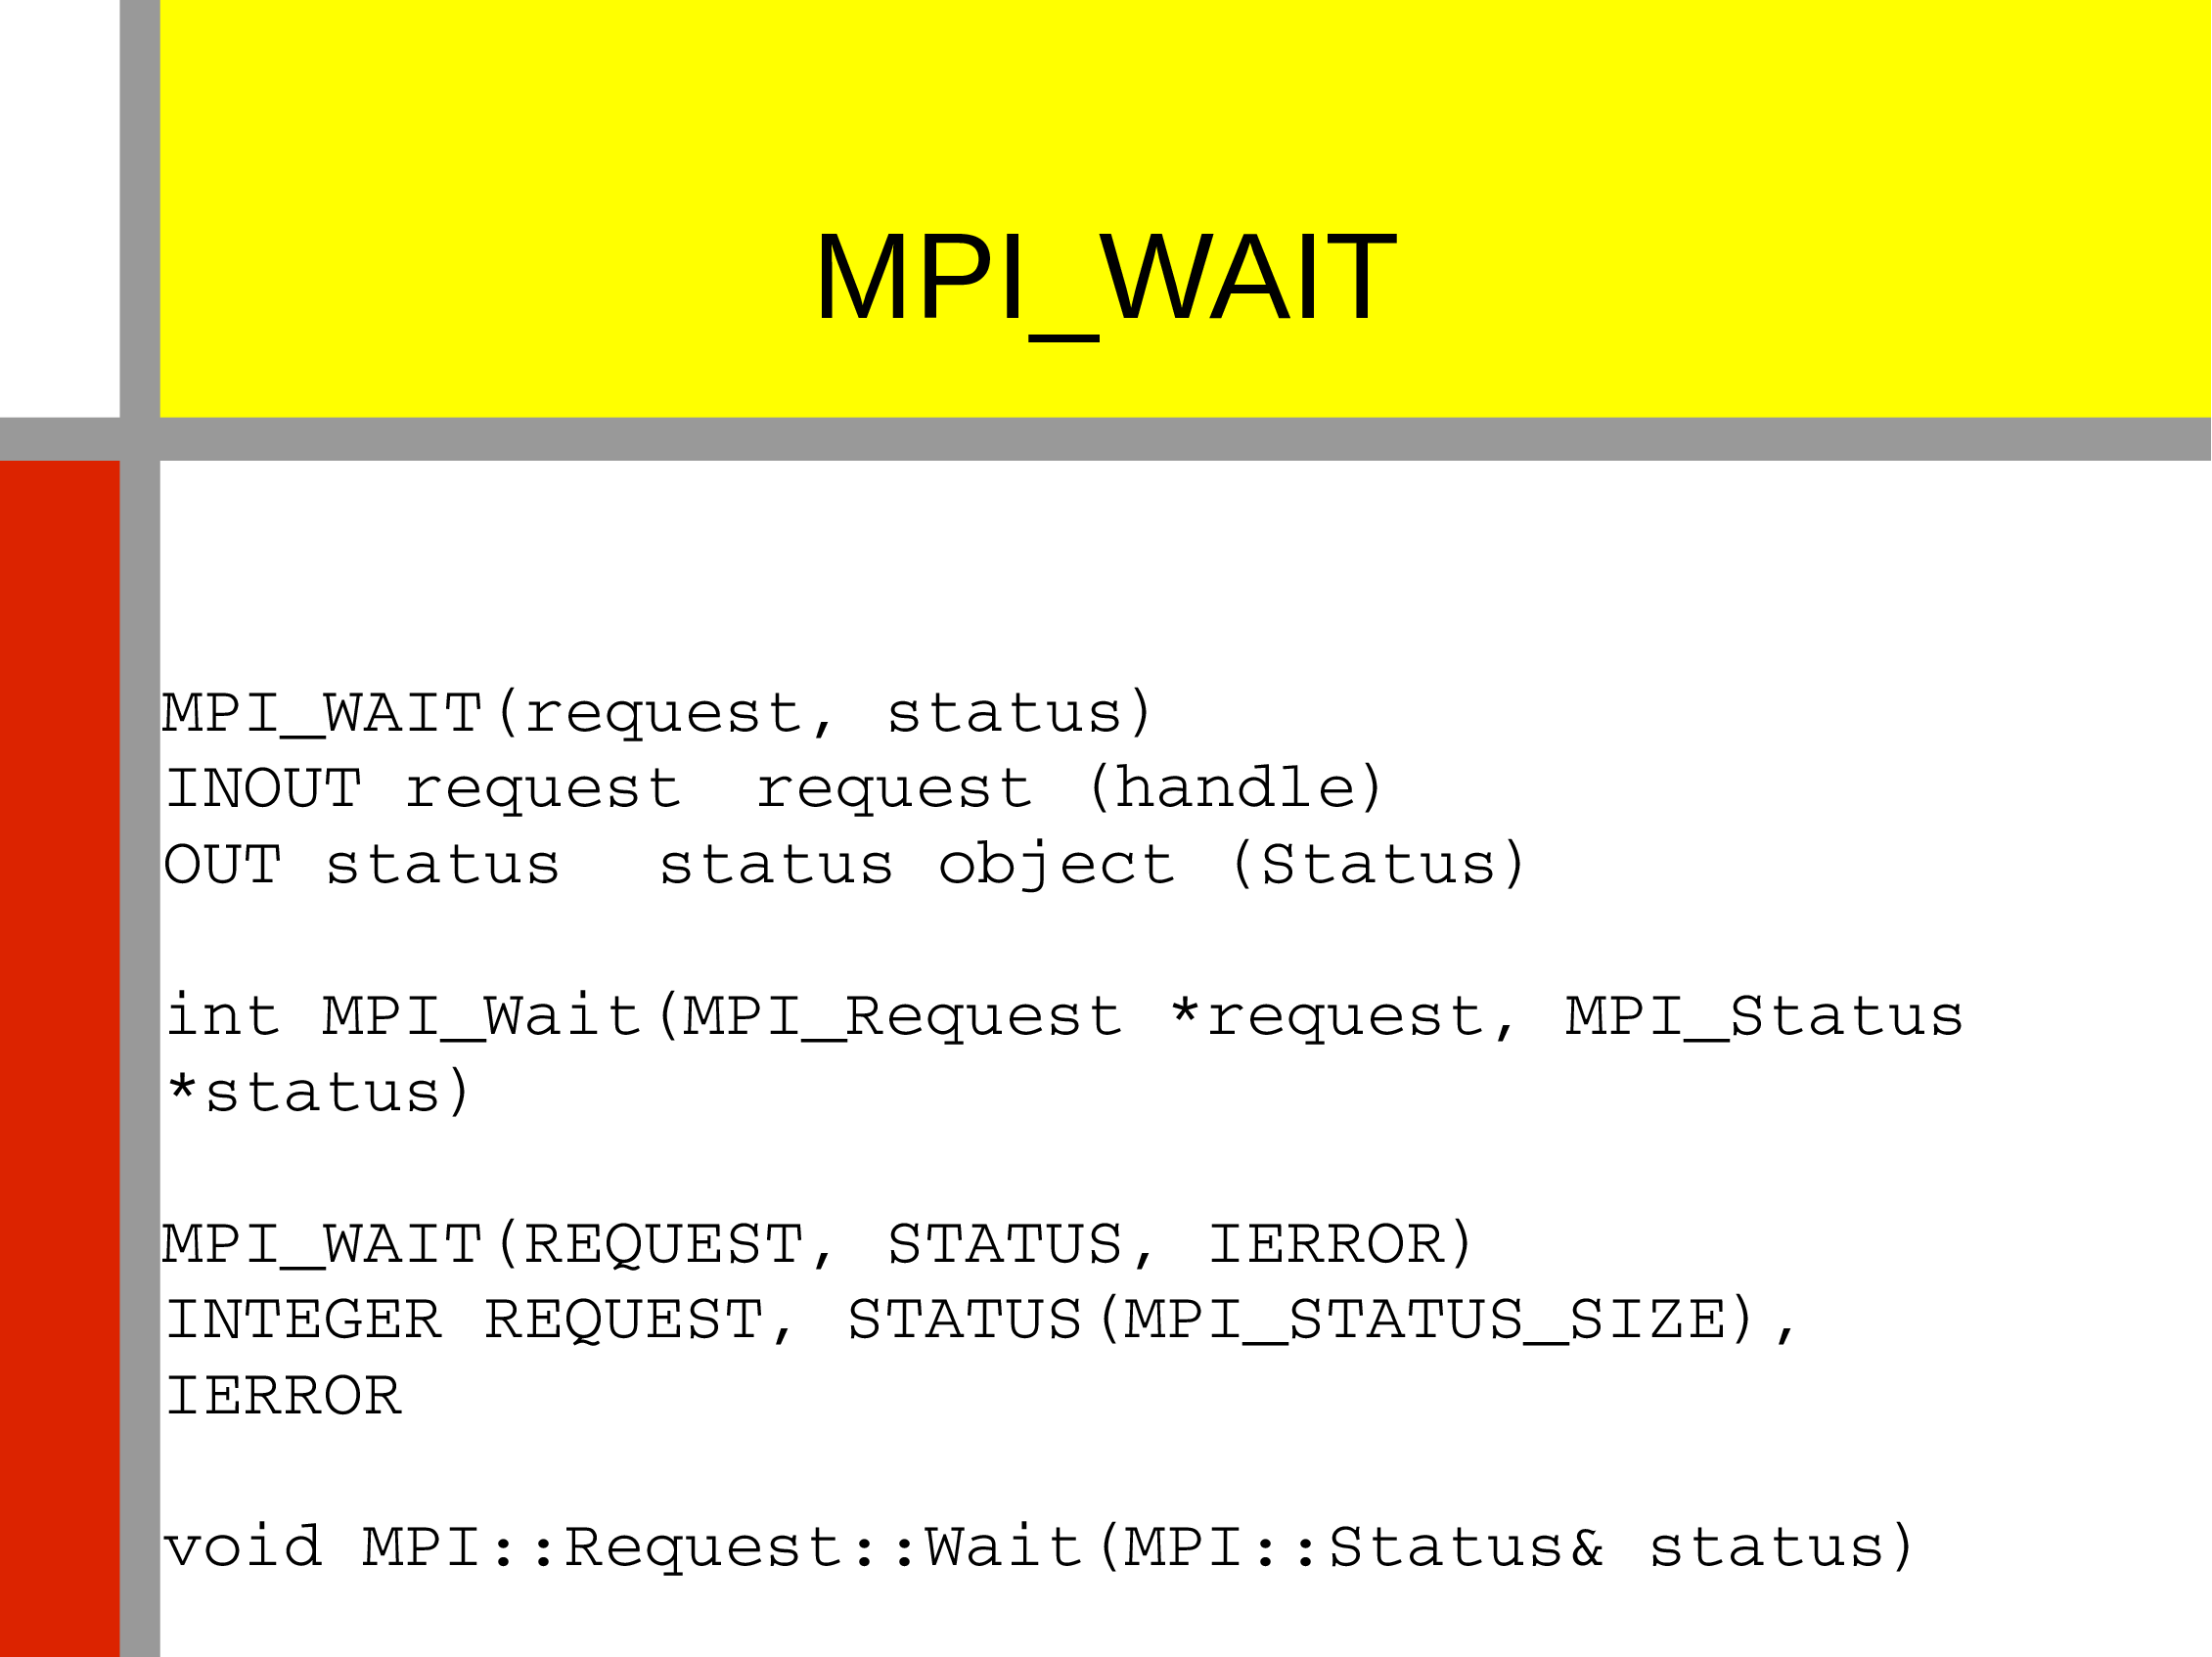 MPI_WAIT
MPI_WAIT(request, status)
INOUT request  request (handle)
OUT status  status object (Status)
int MPI_Wait(MPI_Request *request, MPI_Status
*status)
MPI_WAIT(REQUEST, STATUS, IERROR)
INTEGER REQUEST, STATUS(MPI_STATUS_SIZE),
IERROR
void MPI::Request::Wait(MPI::Status& status)